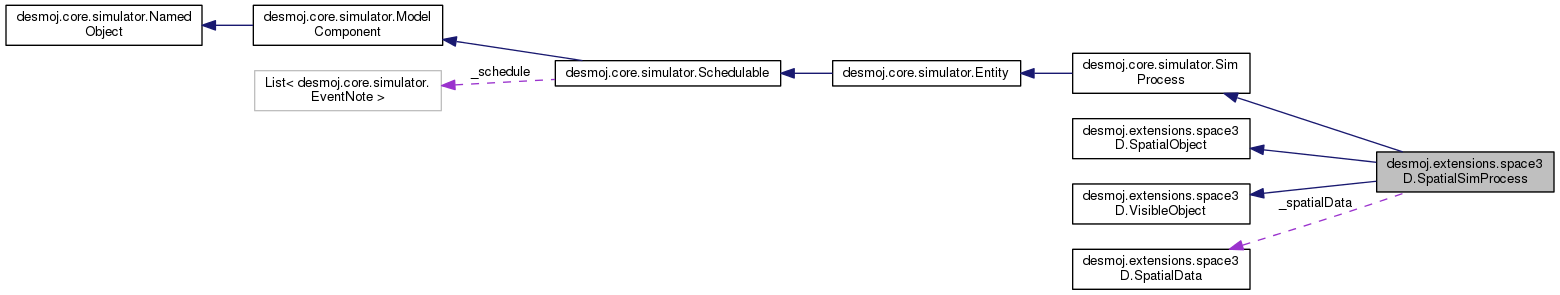 desmoj.core.simulator.Named
Object
desmoj.core.simulator.Model
Component
List< desmoj.core.simulator.
EventNote >
_schedule
desmoj.core.simulator.Schedulable
desmoj.core.simulator.Entity
desmoj.core.simulator.Sim
Process
desmoj.extensions.space3
D.SpatialObject
desmoj.extensions.space3
D.VisibleObject
desmoj.extensions.space3
D.SpatialData
_spatialData
desmoj.extensions.space3
D.SpatialSimProcess